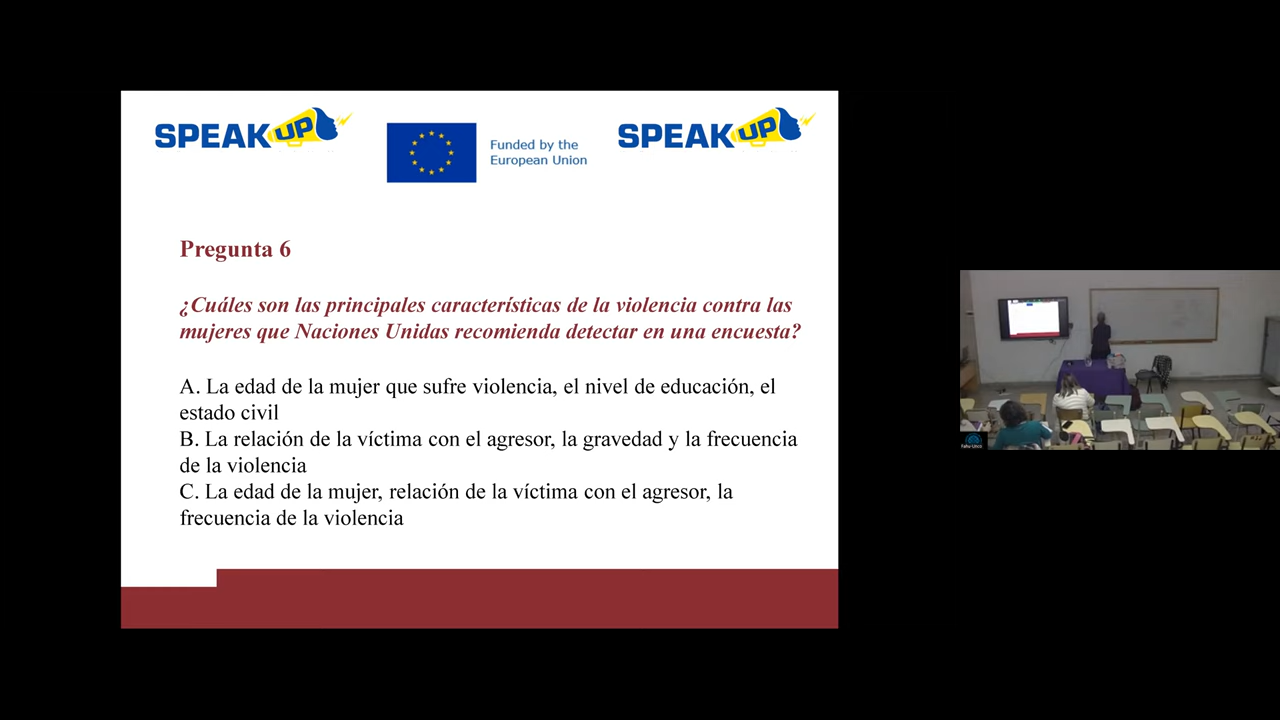 SPEAK UP
Funded by the
European Union
SPEAK UP
Pregunta 6
¿Cuáles son las principales características de la violencia contra las
mujeres que Naciones Unidas recomienda detectar en una encuesta?
A. La edad de la mujer que sufre violencia, el nivel de educación, el
estado civil
B. La relación de la víctima con el agresor, la gravedad y la frecuencia
de la violencia
C. La edad de la mujer, relación de la víctima con el agresor, la
frecuencia de la violencia